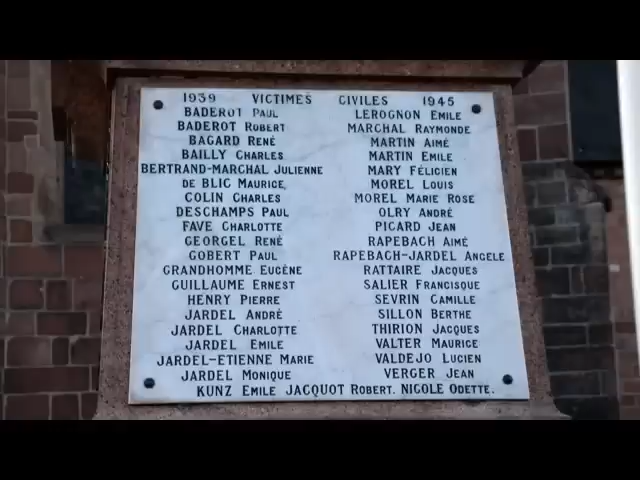 1939 VICTIMES CIVILES 1945
BADEROT PAUL
BADEROT ROBERT
BAGARD RENÉ
BAILLY CHARLES
BERTRAND-MARCHAL JULIENNE
DE BLIC MAURICE
COLIN CHARLES
DESCHAMPS PAUL
FAVE CHARLOTTE
GEORGEL RENÉ
GOBERT PAUL
GRANDHOMME EUGÈNE
GUILLAUME ERNEST
HENRY PIERRE
JARDEL ANDRÉ
JARDEL CHARLOTTE
JARDEL EMILE
JARDEL-ETIENNE MARIE
JARDEL MONIQUE
LEROGNON EMILE
MARCHAL RAYMONDE
MARTIN AIMÉ
MARTIN EMILE
MARY FÉLICIEN
MOREL LOUIS
MOREL MARIE ROSE
OLRY ANDRÉ
PICARD JEAN
RAPEBACH AIMÉ
RAPEBACH-JARDEL ANGELE
RATTAIRE JACQUES
SALIER FRANCISQUE
SEVRIN CAMILLE
SILLON BERTHE
THIRION JACQUES
VALTER MAURICE
VALDEJO LUCIEN
VERGER JEAN
KUNZ EMILE JACQUOT ROBERT. NICOLE ODETTE.